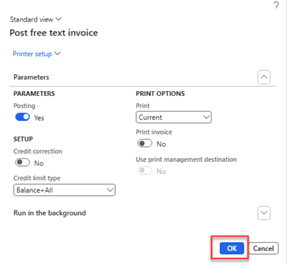 ?
Standard view
Post free text invoice
Printer setup
Parameters
PARAMETERS
Posting
Yes
SETUP
Credit correction
No
Credit limit type
Balance+All
PRINT OPTIONS
Print
Current
Print invoice
No
Use print management destination
No
Run in the background
OK
Cancel